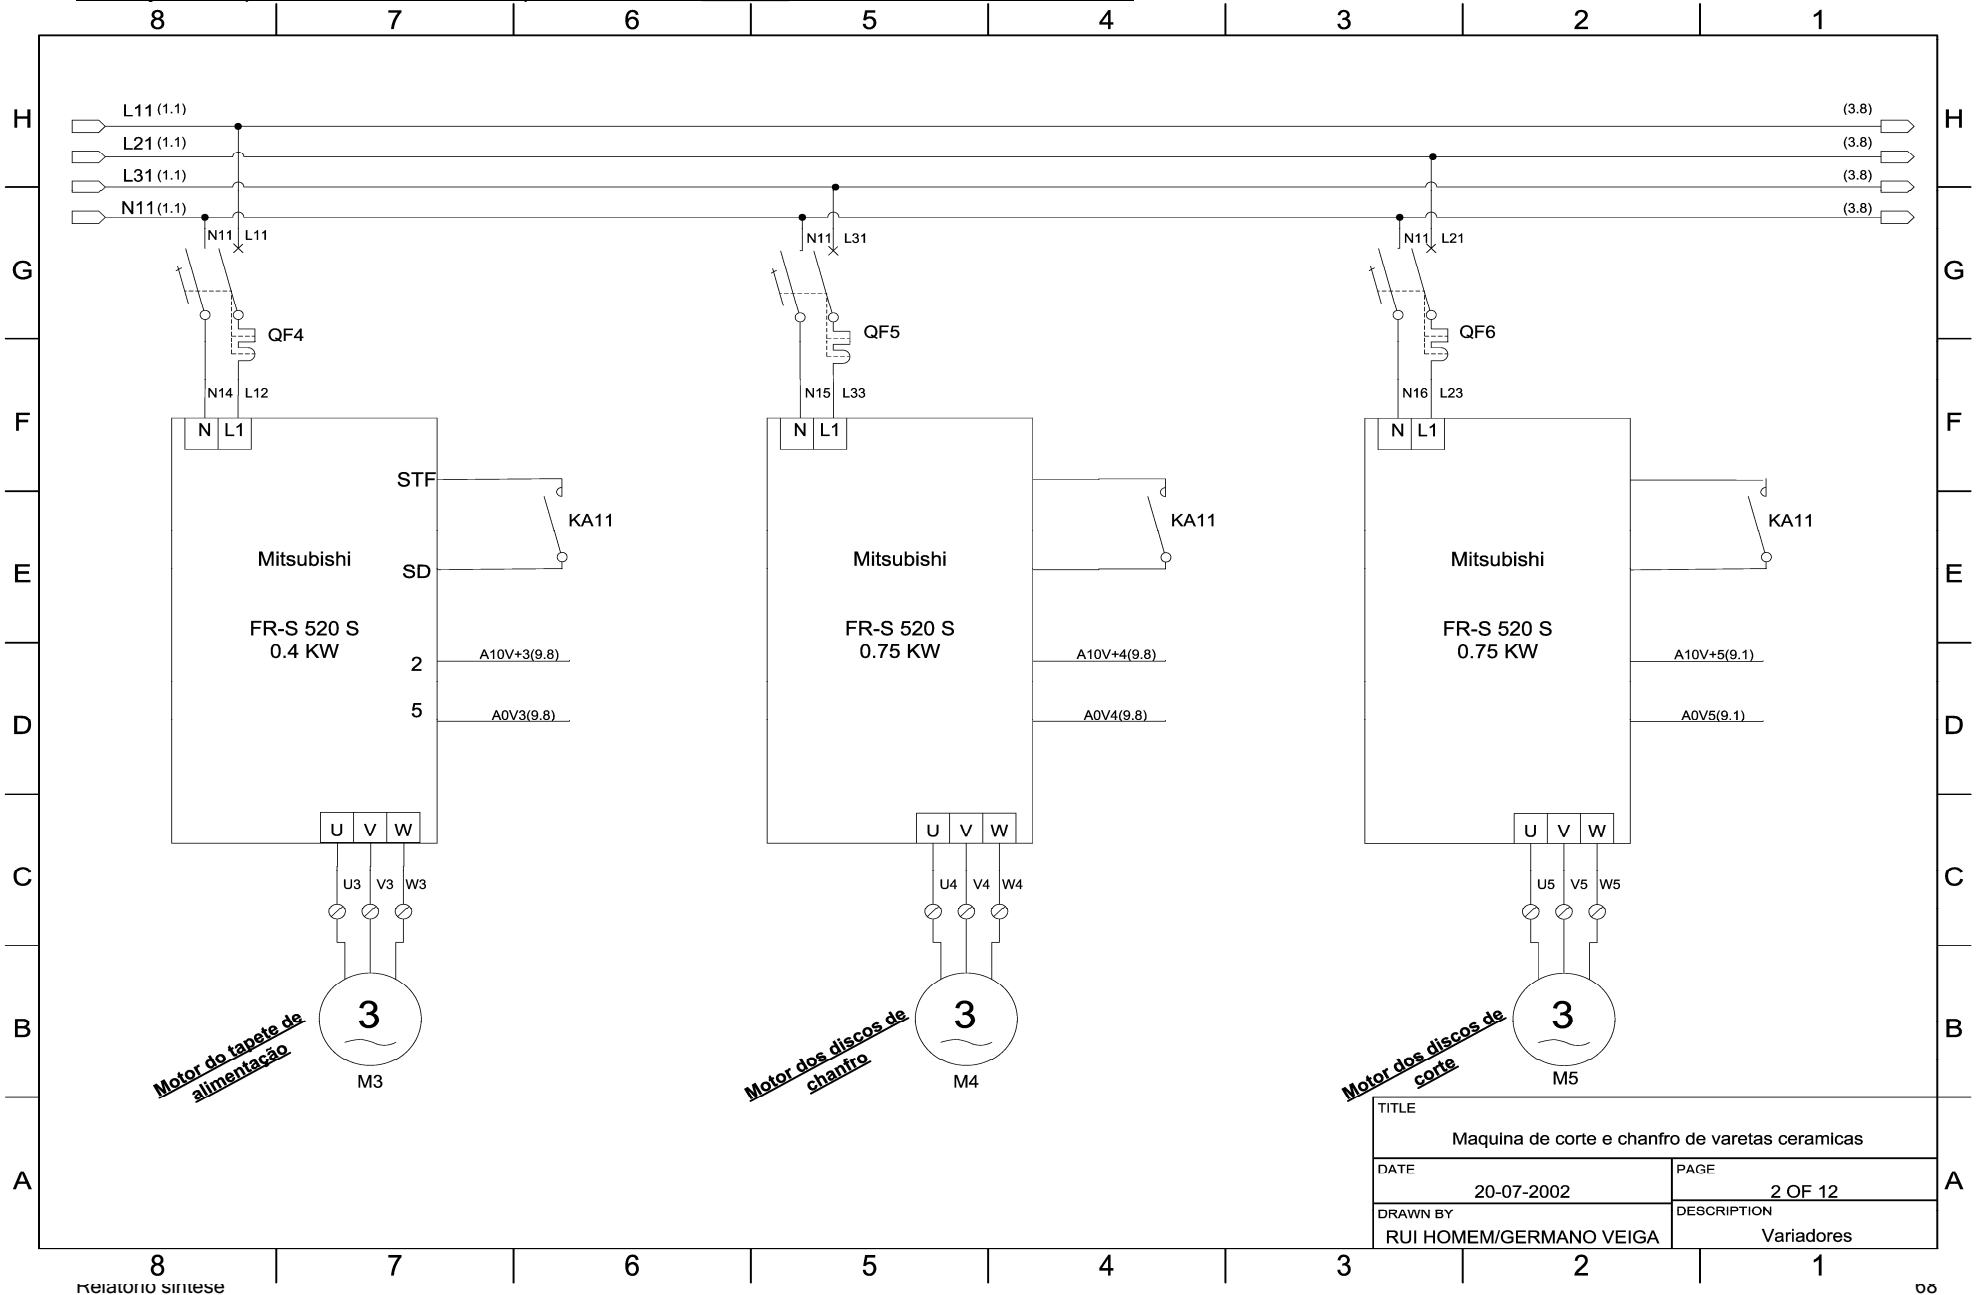 8 7 6 5 4 3 2 1
H L11 (1.1) (3.8) H
L21 (1.1) (3.8)
L31 (1.1) (3.8)
N11 (1.1) (3.8)
N11 L11 N11 L31 N11 L21
G G
QF4 QF5 QF6
N14 L12 N15 L33 N16 L23
F N L1 N L1 N L1 F
STF
KA11 KA11 KA11
Mitsubishi Mitsubishi Mitsubishi
E SD E
FR-S 520 S FR-S 520 S FR-S 520 S
0.4 KW 0.75 KW 0.75 KW
2 A10V+3(9.8) A10V+4(9.8) A10V+5(9.1)
5 A0V3(9.8) A0V4(9.8) A0V5(9.1)
D D
U V W U V W U V W
C U3 V3 W3 U4 V4 W4 U5 V5 W5 C
3 3 3
B B
Motor do tapete de
alimentação
M3
Motor dos discos de
chanfro
M4
Motor dos discos de
corte
M5
TITLE
Maquina de corte e chanfro de varetas ceramicas
DATE
20-07-2002
PAGE
2 OF 12
A A
DRAWN BY
RUI HOMEM/GERMANO VEIGA
DESCRIPTION
Variadores
8 7 6 5 4 3 2 1
Relatório síntese 68